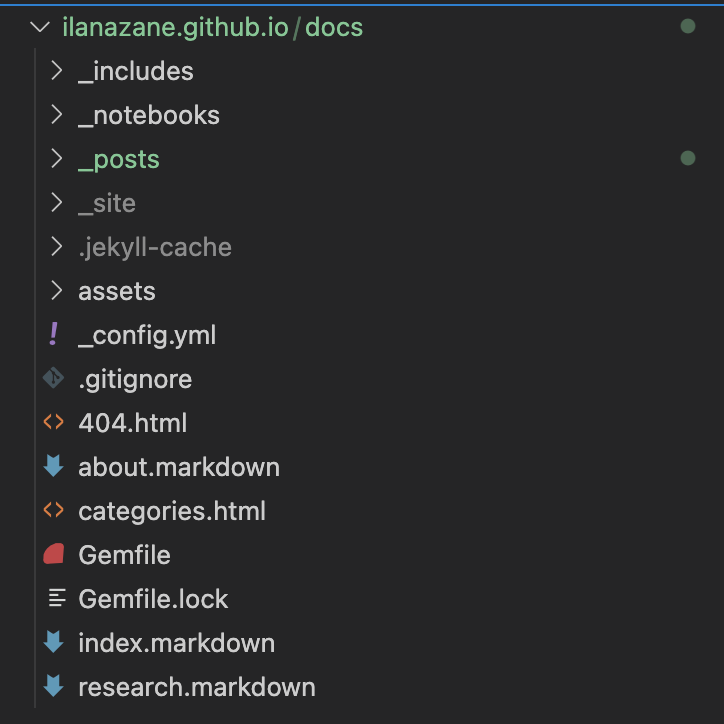 ilanazane.github.io/docs
_includes
_notebooks
_posts
_site
.jekyll-cache
assets
_config.yml
.gitignore
404.html
about.markdown
categories.html
Gemfile
Gemfile.lock
index.markdown
research.markdown